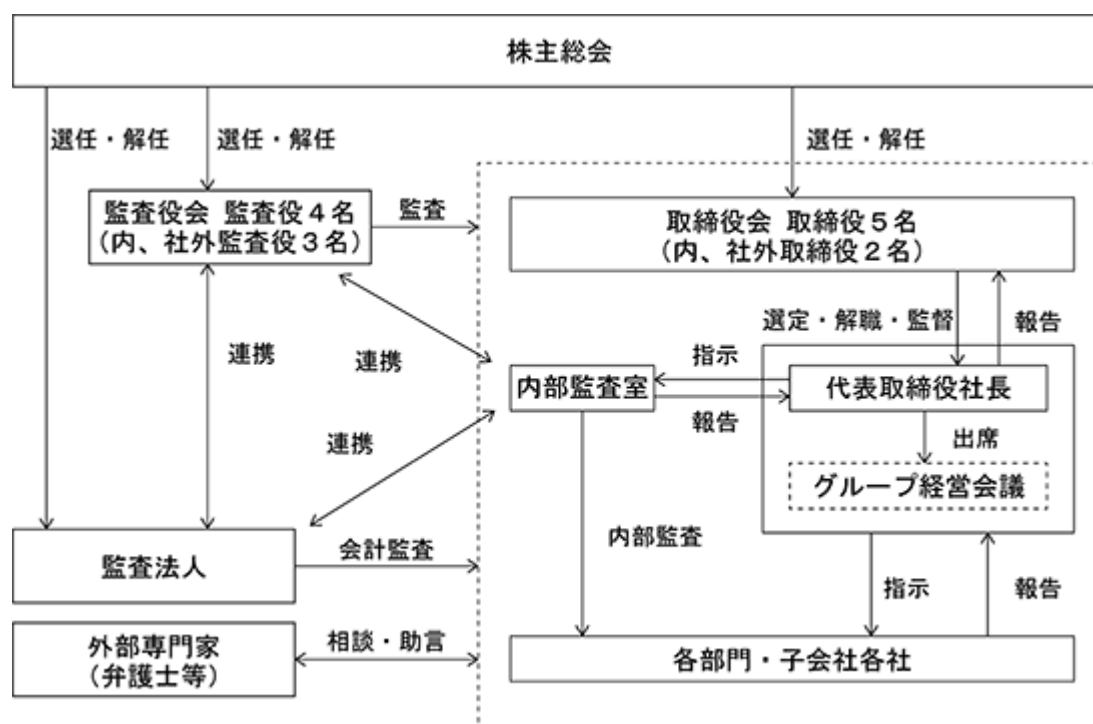 株主総会
選任・解任
選任・解任
選任・解任
監査役会 監査役4名
(内、社外監査役3名)
監査
取締役会 取締役5名
(内、社外取締役2名)
選定・解職・監督
報告
連携
連携
指示
内部監査室
代表取締役社長
報告
連携
出席
グループ経営会議
内部監査
監査法人
会計監査
指示
報告
外部専門家
(弁護士等)
相談・助言
各部門・子会社各社